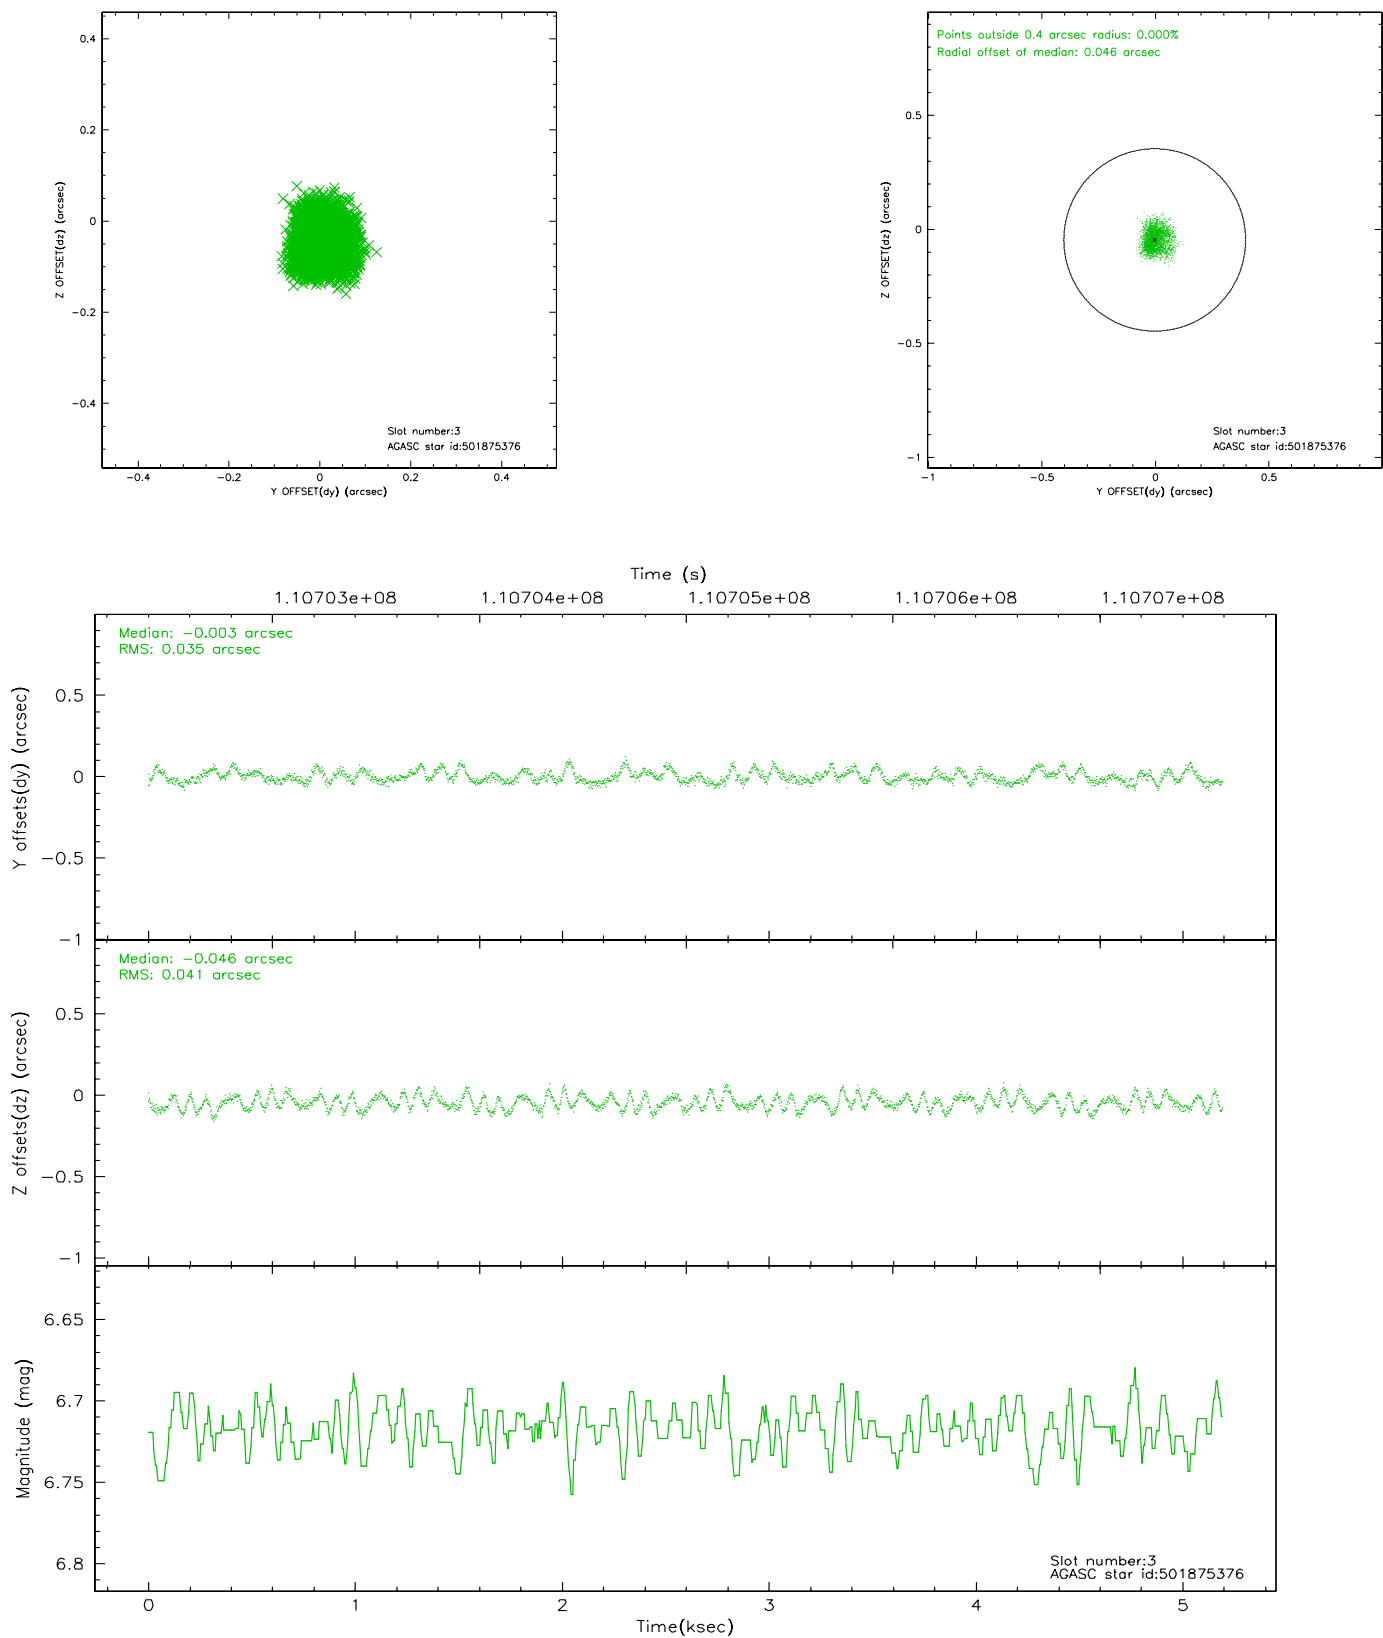 0.4
0.2
0
−0.2
−0.4
Z OFFSET(dz) (arcsec)
Slot number:3
AGASC star id:501875376
−0.4 −0.2 0 0.2 0.4
Y OFFSET(dy) (arcsec)
Points outside 0.4 arcsec radius: 0.000%
Radial offset of median: 0.046 arcsec
0.5
0
−0.5
−1
Z OFFSET(dz) (arcsec)
Slot number:3
AGASC star id:501875376
−1 −0.5 0 0.5
Y OFFSET(dy) (arcsec)
Time (s)
1.10703e+08 1.10704e+08 1.10705e+08 1.10706e+08 1.10707e+08
Median: −0.003 arcsec
RMS: 0.035 arcsec
0.5
0
−0.5
−1
Y offsets(dy) (arcsec)
Median: −0.046 arcsec
RMS: 0.041 arcsec
0.5
0
−0.5
−1
Z offsets(dz) (arcsec)
6.65
6.7
6.75
6.8
Magnitude (mag)
Slot number:3
AGASC star id:501875376
0 1 2 3 4 5
Time(ksec)